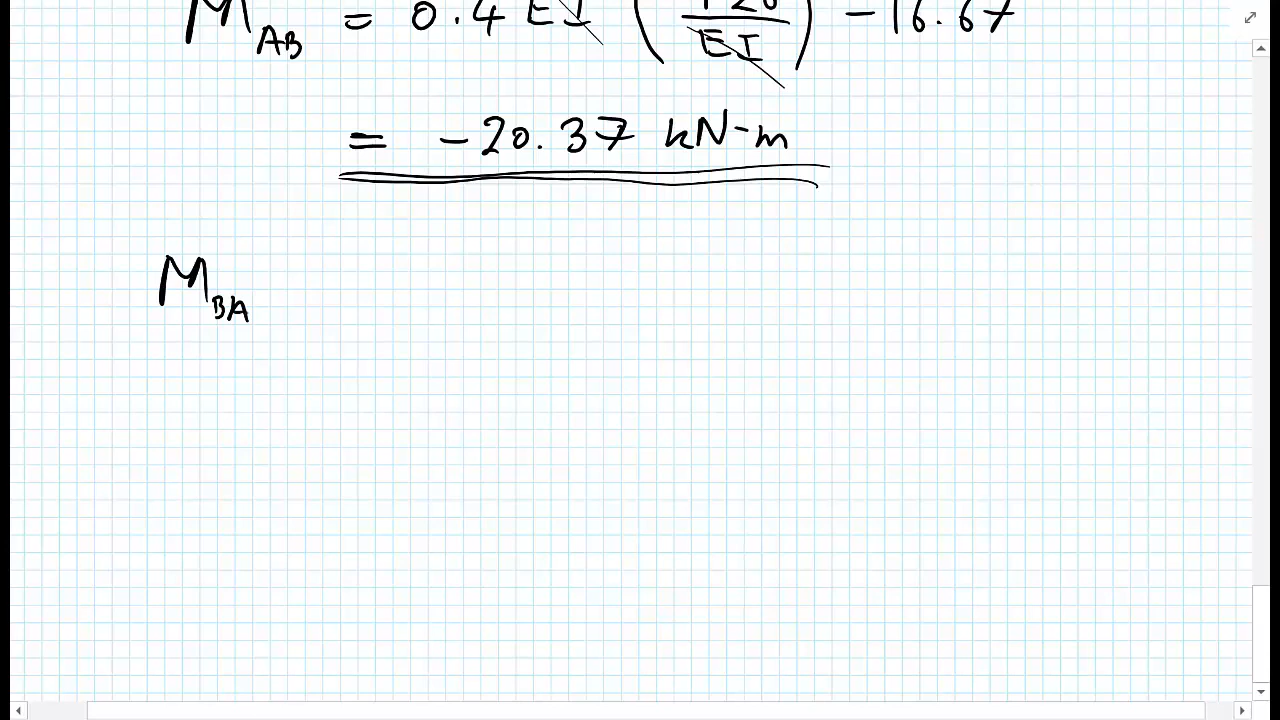 M_AB = 0.4 EI ( / EI ) - 16.67
= -20.37 kN-m
M_BA